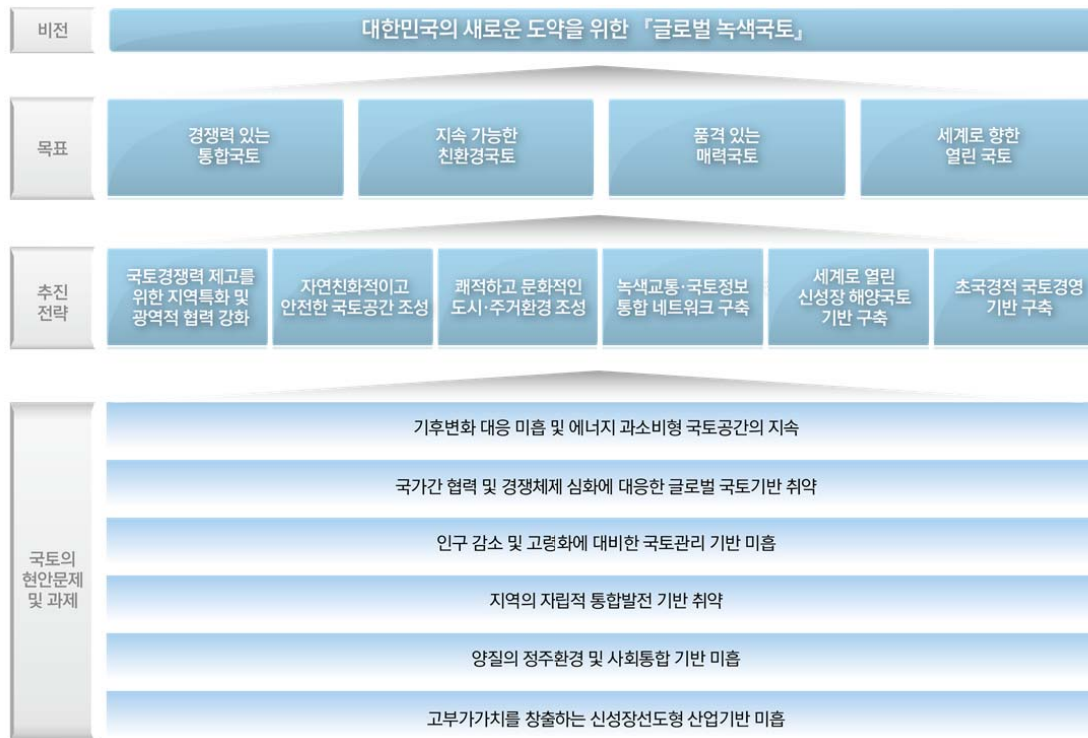 비전
대한민국의 새로운 도약을 위한 『글로벌 녹색국토』
목표
경쟁력 있는
통합국토
지속 가능한
친환경국토
품격 있는
매력국토
세계로 향한
열린 국토
추진
전략
국토경쟁력 제고를
위한 지역특화 및
광역적 협력 강화
자연친화적이고
안전한 국토공간 조성
쾌적하고 문화적인
도시·주거환경 조성
녹색교통·국토정보
통합 네트워크 구축
세계로 열린
신성장 해양국토
기반 구축
초국경적 국토경영
기반 구축
국토의
현안문제
및 과제
기후변화 대응 미흡 및 에너지 과소비형 국토공간의 지속
국가간 협력 및 경쟁체제 심화에 대응한 글로벌 국토기반 취약
인구 감소 및 고령화에 대비한 국토관리 기반 미흡
지역의 자립적 통합발전 기반 취약
양질의 정주환경 및 사회통합 기반 미흡
고부가가치를 창출하는 신성장선도형 산업기반 미흡